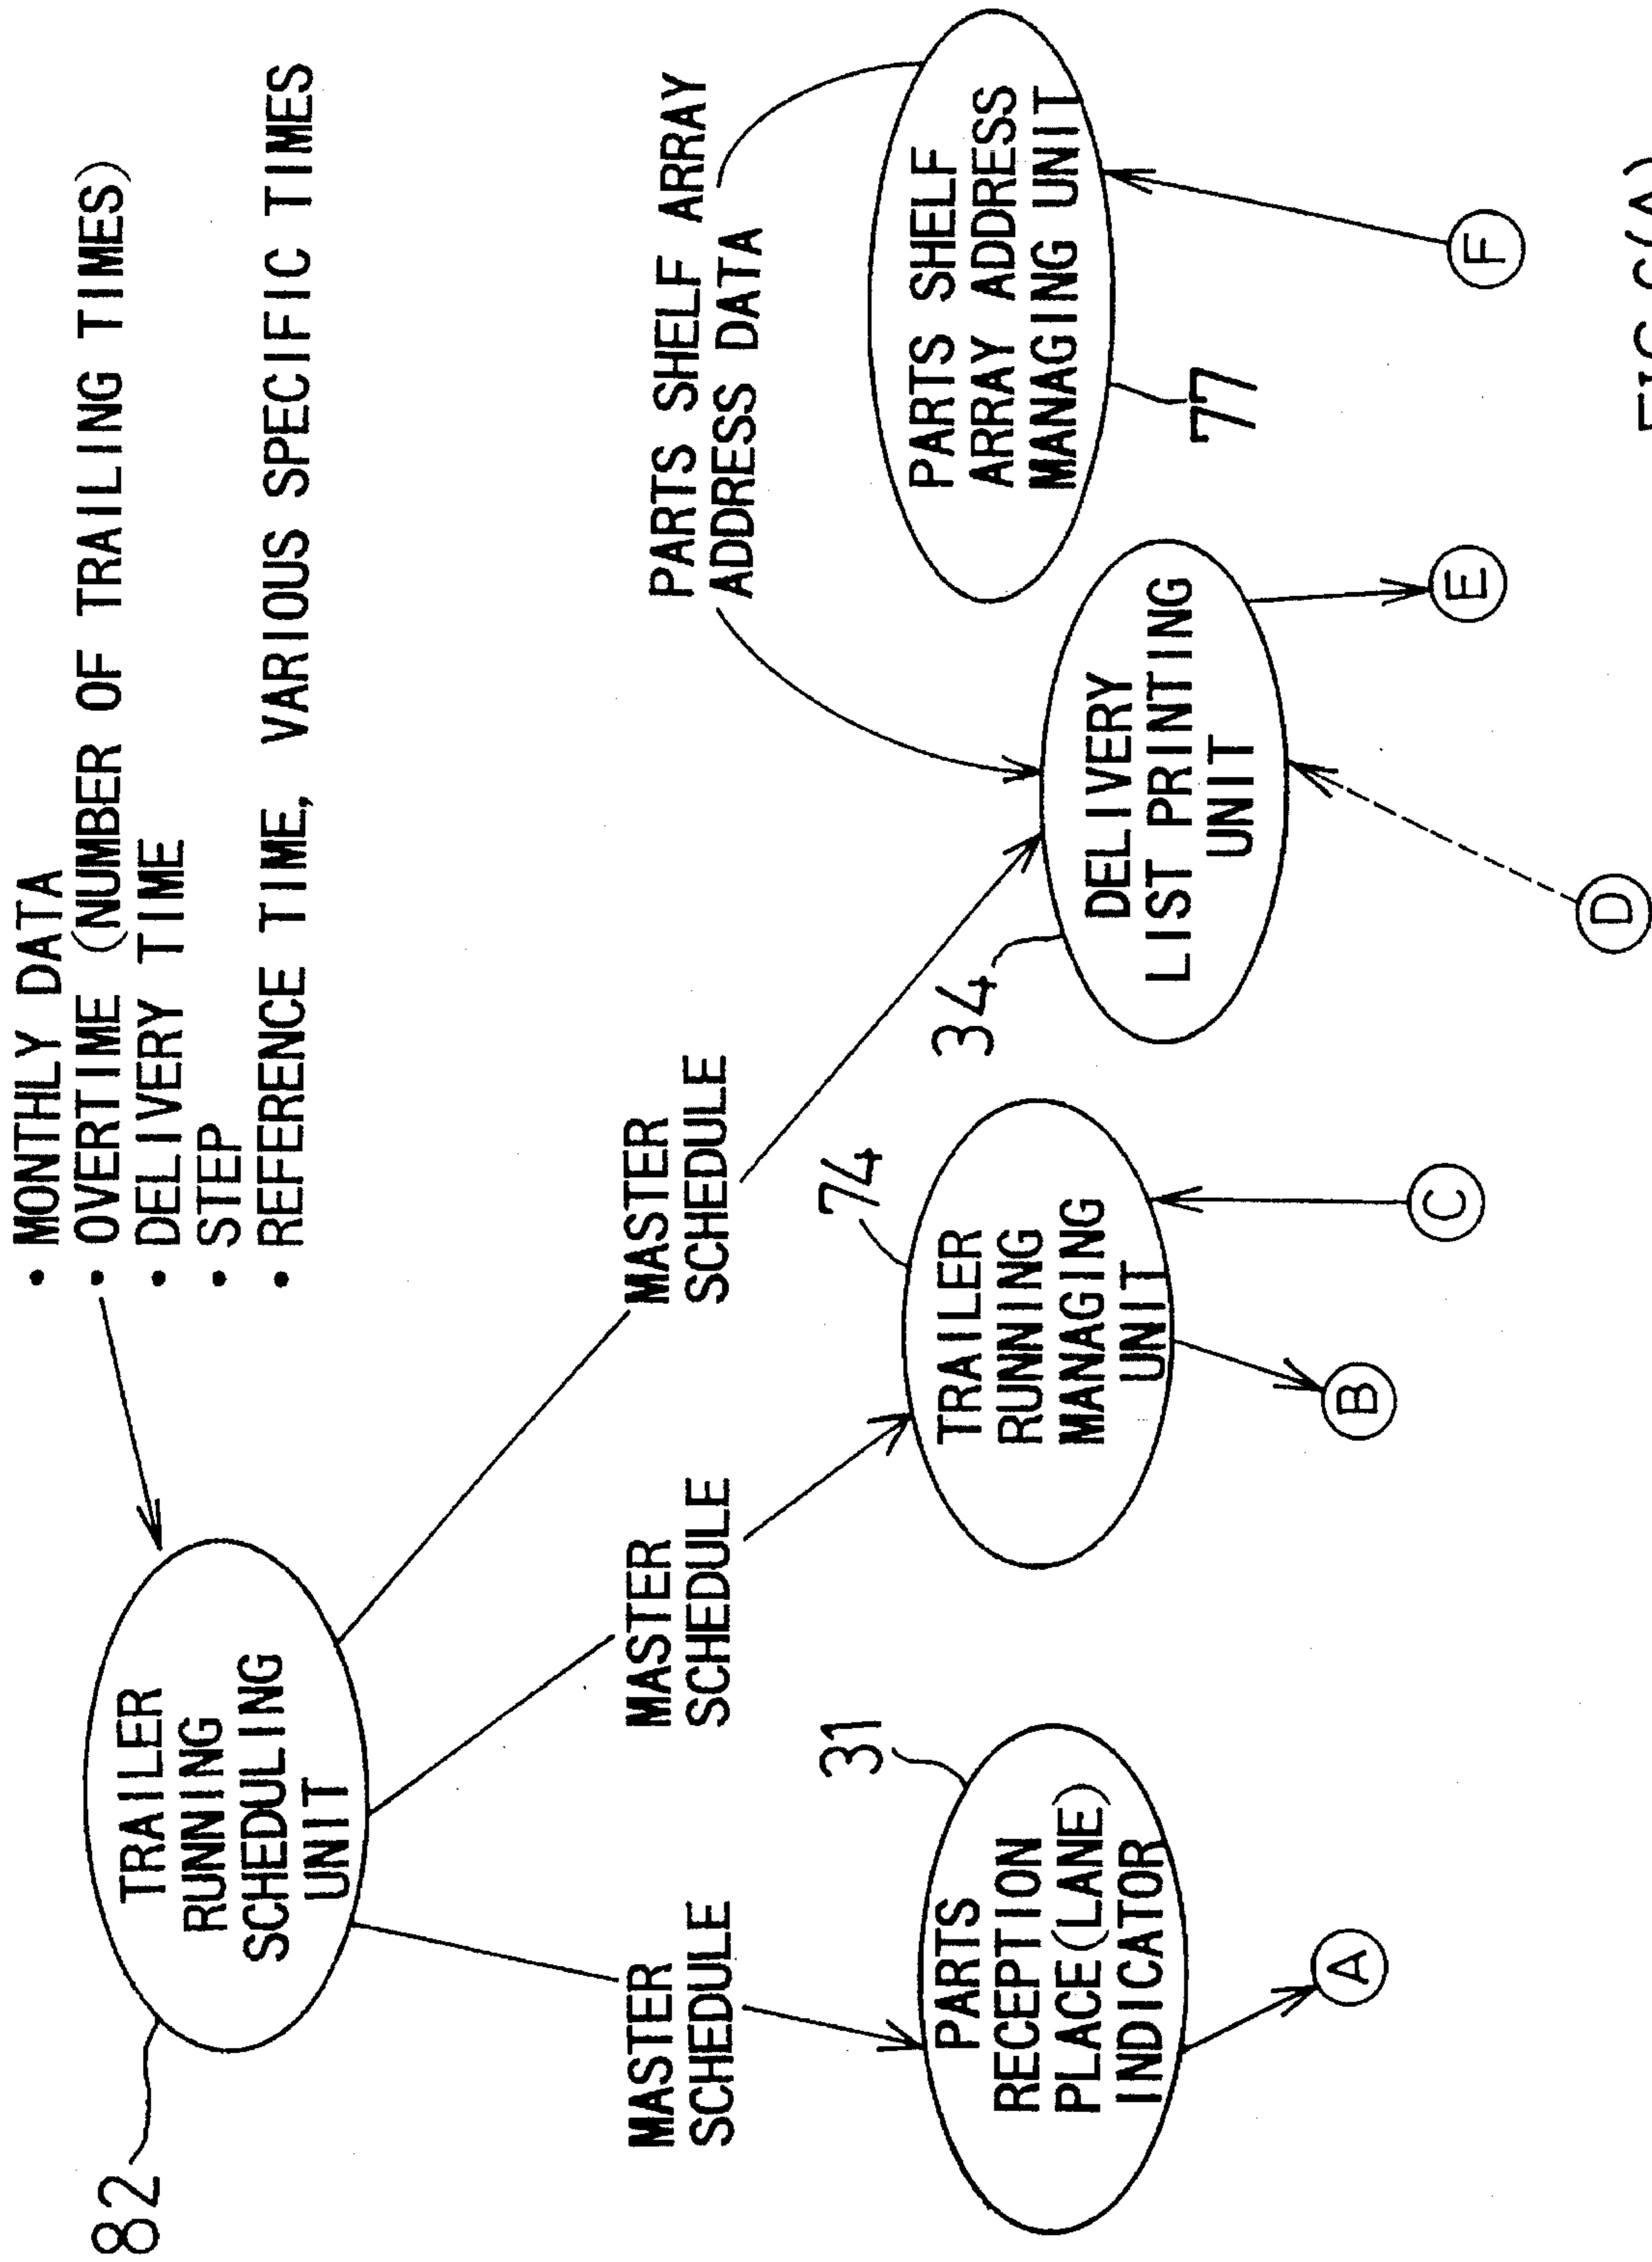 • MONTHLY DATA
• OVERTIME (NUMBER OF TRAILING TIMES)
• DELIVERY TIME
• STEP
• REFERENCE TIME, VARIOUS SPECIFIC TIMES
82
TRAILER
RUNNING
SCHEDULING
UNIT
MASTER
SCHEDULE
MASTER
SCHEDULE
MASTER
SCHEDULE
PARTS SHELF ARRAY
ADDRESS DATA
31
PARTS
RECEPTION
PLACE(LANE)
INDICATOR
74
TRAILER
RUNNING
MANAGING
UNIT
34
DELIVERY
LIST PRINTING
UNIT
PARTS SHELF
ARRAY ADDRESS
MANAGING UNIT
77
A
B
C
D
E
F